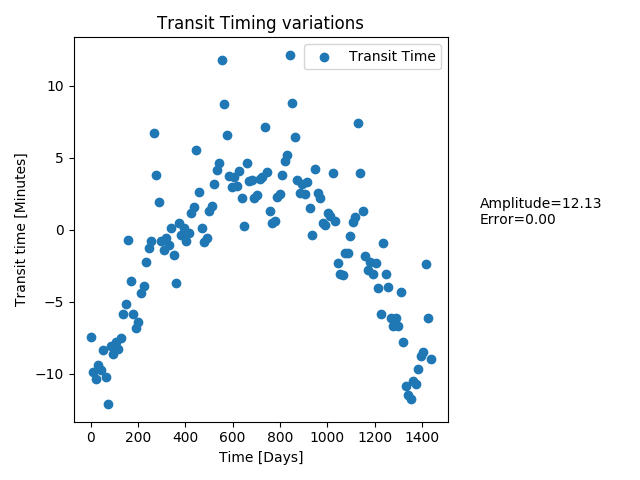 Transit Timing variations
Transit Time
10
5
0
−5
−10
Transit time [Minutes]
0 200 400 600 800 1000 1200 1400
Time [Days]
Amplitude=12.13
Error=0.00